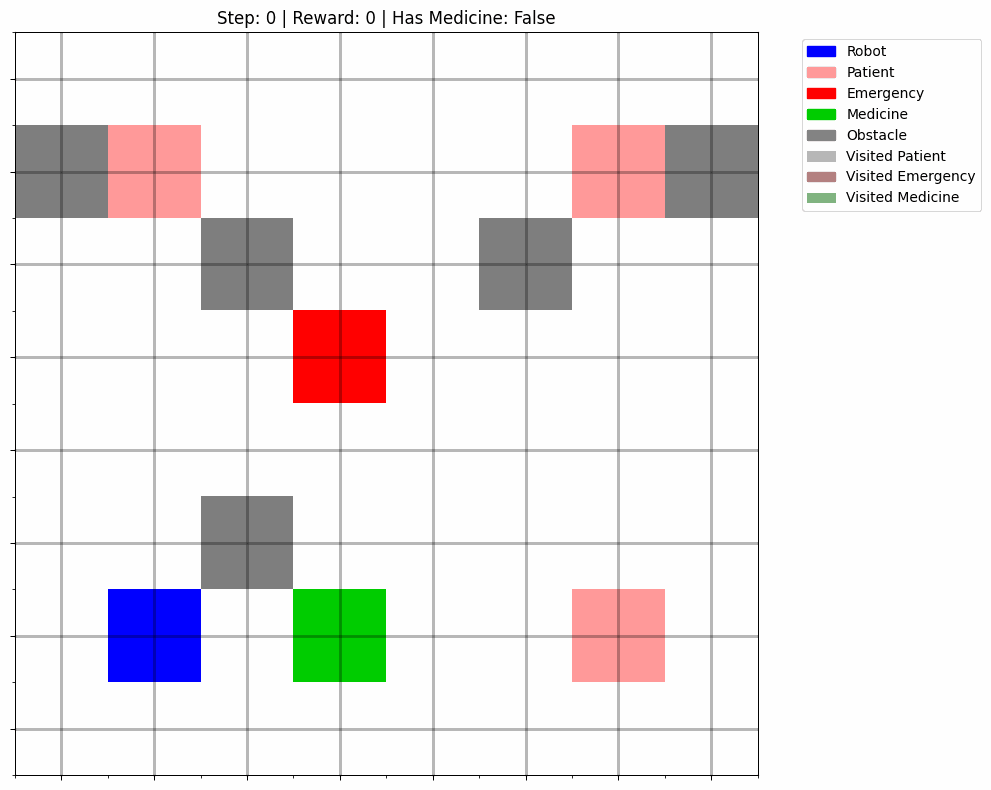 Step: 0 | Reward: 0 | Has Medicine: False
Robot
Patient
Emergency
Medicine
Obstacle
Visited Patient
Visited Emergency
Visited Medicine